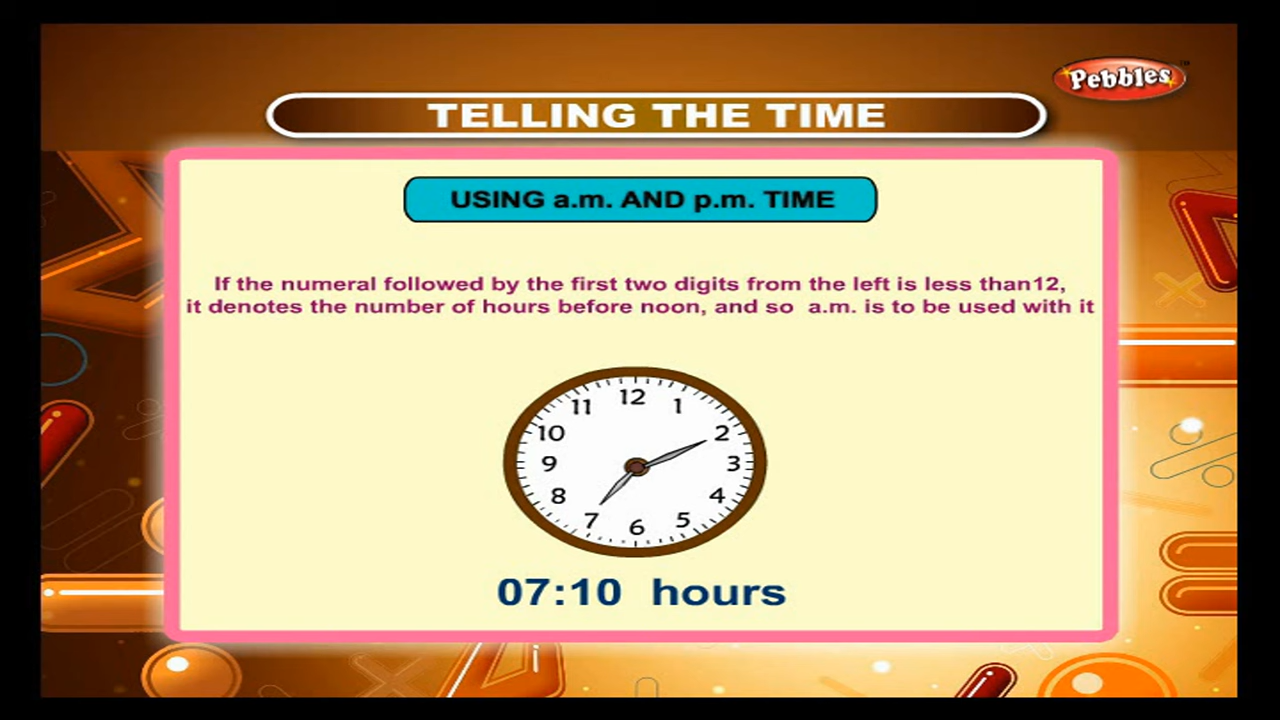 Pebbles™
TELLING THE TIME
USING a.m. AND p.m. TIME
If the numeral followed by the first two digits from the left is less than12,
it denotes the number of hours before noon, and so a.m. is to be used with it
12
11
1
10
2
9
3
8
4
7
5
6
07:10 hours